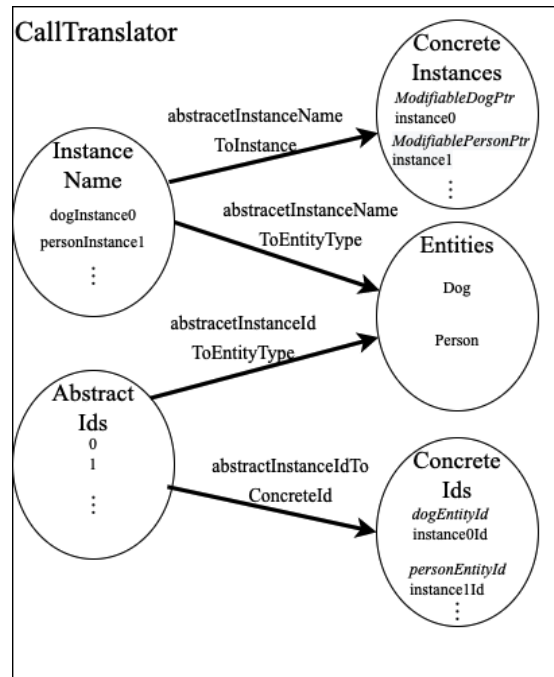 CallTranslator
Instance
Name
dogInstance0
personInstance1
⋮
abstracetInstanceName
ToInstance
Concrete
Instances
ModifiableDogPtr
instance0
ModifiablePersonPtr
instance1
⋮
abstracetInstanceName
ToEntityType
Entities
Dog
Person
abstracetInstanceId
ToEntityType
Abstract
Ids
0
1
⋮
abstractInstanceIdTo
ConcreteId
Concrete
Ids
dogEntityId
instance0Id
personEntityId
instance1Id
⋮